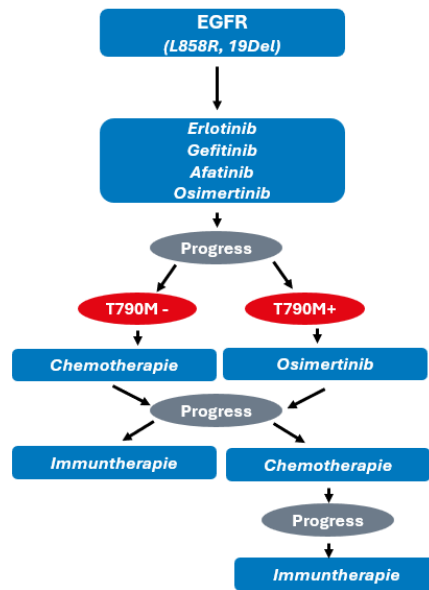 EGFR
(L858R, 19Del)
Erlotinib
Gefitinib
Afatinib
Osimertinib
Progress
T790M -
T790M+
Chemotherapie
Osimertinib
Progress
Immuntherapie
Chemotherapie
Progress
Immuntherapie